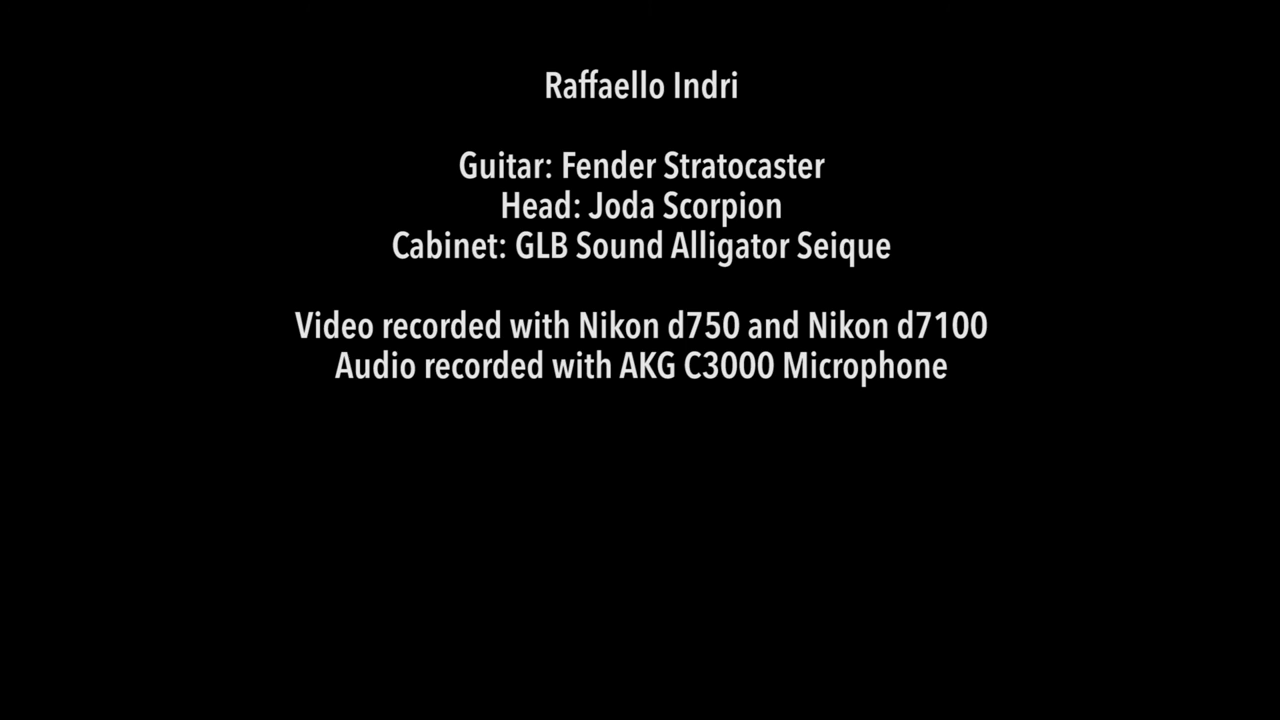 Raffaello Indri
Guitar: Fender Stratocaster
Head: Joda Scorpion
Cabinet: GLB Sound Alligator Seique
Video recorded with Nikon d750 and Nikon d7100
Audio recorded with AKG C3000 Microphone